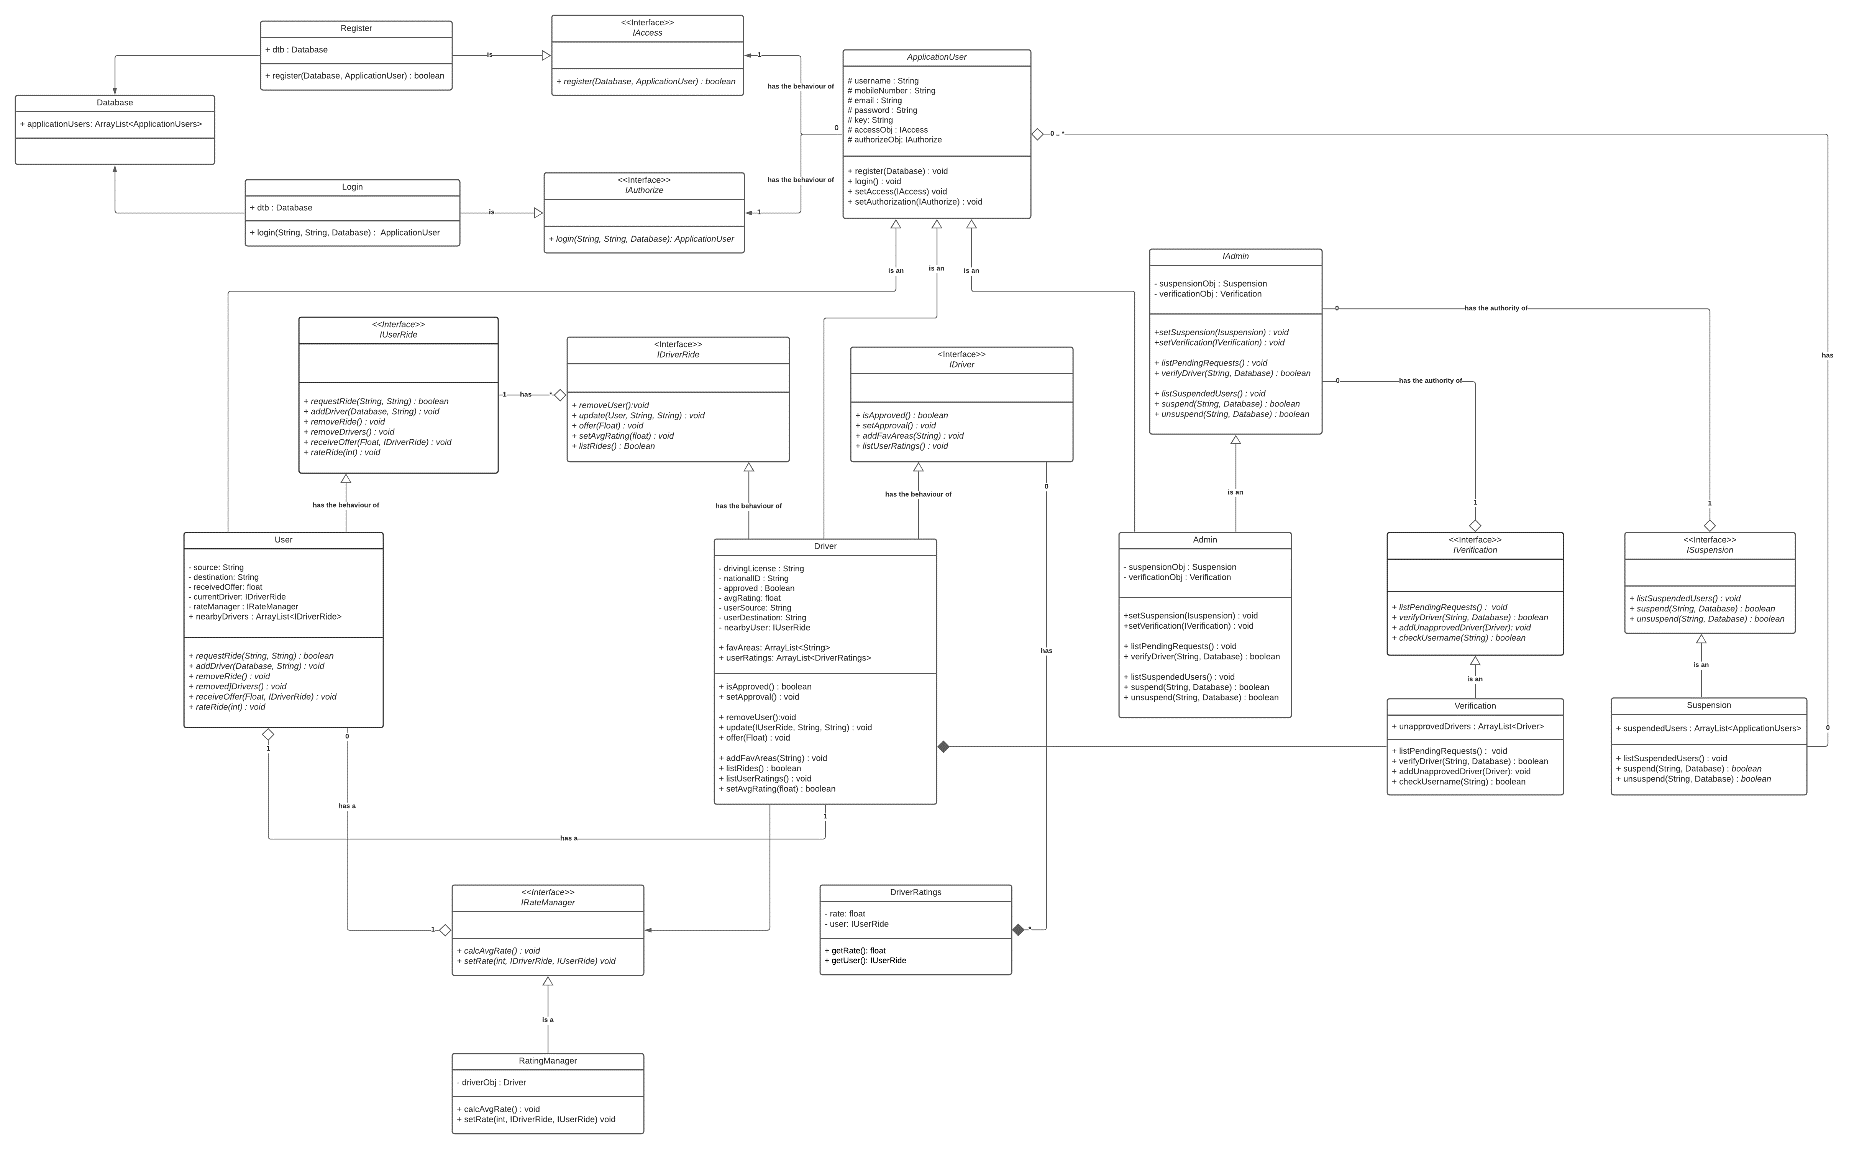 Register
+ dtb : Database
+ register(Database, ApplicationUser) : boolean
is
<<Interface>>
IAccess
+ register(Database, ApplicationUser) : boolean
1
has the behaviour of
0
has the behaviour of
1
Database
+ applicationUsers: ArrayList<ApplicationUsers>
Login
+ dtb : Database
+ login(String, String, Database) :  ApplicationUser
is
<<Interface>>
IAuthorize
+ login(String, String, Database): ApplicationUser
ApplicationUser
# username : String
# mobileNumber : String
# email : String
# password : String
# key: String
# accessObj : IAccess
# authorizeObj: IAuthorize
+ register(Database) : void
+ login() : void
+ setAccess(IAccess) void
+ setAuthorization(IAuthorize) : void
0 .. *
has
0
is an
is an
is an
IAdmin
- suspensionObj : Suspension
- verificationObj : Verification
+setSuspension(Isuspension) : void
+setVerification(IVerification) : void
+ listPendingRequests() : void
+ verifyDriver(String, Database) : boolean
+ listSuspendedUsers() : void
+ suspend(String, Database) : boolean
+ unsuspend(String, Database) : boolean
0
has the authority of
1
0
has the authority of
1
is an
<<Interface>>
IUserRide
+ requestRide(String, String) : boolean
+ addDriver(Database, String) : void
+ removeRide() : void
+ removeDrivers() : void
+ receiveOffer(Float, IDriverRide) : void
+ rateRide(int) : void
1
has
*
<Interface>>
IDriverRide
+ removeUser():void
+ update(User, String, String) : void
+ offer(Float) : void
+ setAvgRating(float) : void
+ listRides() : Boolean
<Interface>>
IDriver
+ isApproved() : boolean
+ setApproval() : void
+ addFavAreas(String) : void
+ listUserRatings() : void
has the behaviour of
has the behaviour of
has the behaviour of
0
has
*
User
- source: String
- destination: String
- receivedOffer: float
- currentDriver: IDriverRide
- rateManager : IRateManager
+ nearbyDrivers : ArrayList<IDriverRide>
+ requestRide(String, String) : boolean
+ addDriver(Database, String) : void
+ removeRide() : void
+ removed]Drivers() : void
+ receiveOffer(Float, IDriverRide) : void
+ rateRide(int) : void
1
0
has a
has a
1
1
Driver
- drivingLicense : String
- nationalID : String
- approved : Boolean
- avgRating: float
- userSource: String
- userDestination: String
- nearbyUser: IUserRide
+ favAreas: ArrayList<String>
+ userRatings: ArrayList<DriverRatings>
+ isApproved() : boolean
+ setApproval() : void
+ removeUser():void
+ update(IUserRide, String, String) : void
+ offer(Float) : void
+ addFavAreas(String) : void
+ listRides() : boolean
+ listUserRatings() : void
+ setAvgRating(float) : boolean
Admin
- suspensionObj : Suspension
- verificationObj : Verification
+setSuspension(Isuspension) : void
+setVerification(IVerification) : void
+ listPendingRequests() : void
+ verifyDriver(String, Database) : boolean
+ listSuspendedUsers() : void
+ suspend(String, Database) : boolean
+ unsuspend(String, Database) : boolean
<<Interface>>
IVerification
+ listPendingRequests() :  void
+ verifyDriver(String, Database) : boolean
+ addUnapprovedDriver(Driver): void
+ checkUsername(String) : boolean
is an
Verification
+ unapprovedDrivers : ArrayList<Driver>
+ listPendingRequests() :  void
+ verifyDriver(String, Database) : boolean
+ addUnapprovedDriver(Driver): void
+ checkUsername(String) : boolean
<<Interface>>
ISuspension
+ listSuspendedUsers() : void
+ suspend(String, Database) : boolean
+ unsuspend(String, Database) : boolean
is an
Suspension
+ suspendedUsers : ArrayList<ApplicationUsers>
+ listSuspendedUsers() : void
+ suspend(String, Database) : boolean
+ unsuspend(String, Database) : boolean
<<Interface>>
IRateManager
+ calcAvgRate() : void
+ setRate(int, IDriverRide, IUserRide) void
DriverRatings
- rate: float
- user: IUserRide
+ getRate(): float
+ getUser(): IUserRide
is a
RatingManager
- driverObj : Driver
+ calcAvgRate() : void
+ setRate(int, IDriverRide, IUserRide) void